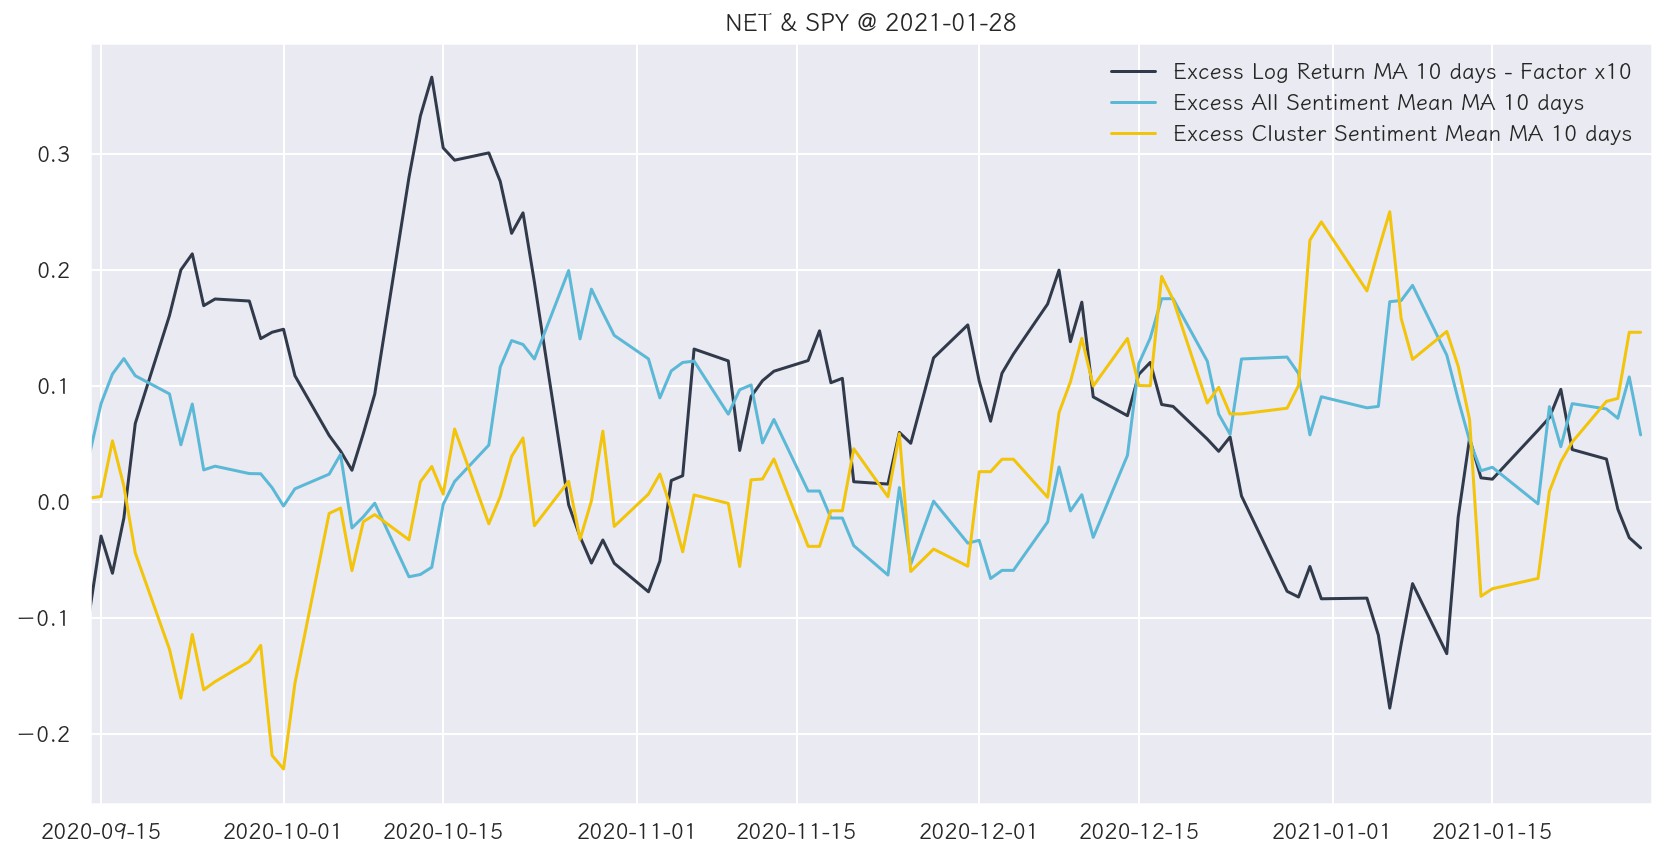 NET & SPY @ 2021-01-28
Excess Log Return MA 10 days - Factor x10
Excess All Sentiment Mean MA 10 days
Excess Cluster Sentiment Mean MA 10 days
0.3
0.2
0.1
0.0
−0.1
−0.2
2020-09-15 2020-10-01 2020-10-15 2020-11-01 2020-11-15 2020-12-01 2020-12-15 2021-01-01 2021-01-15